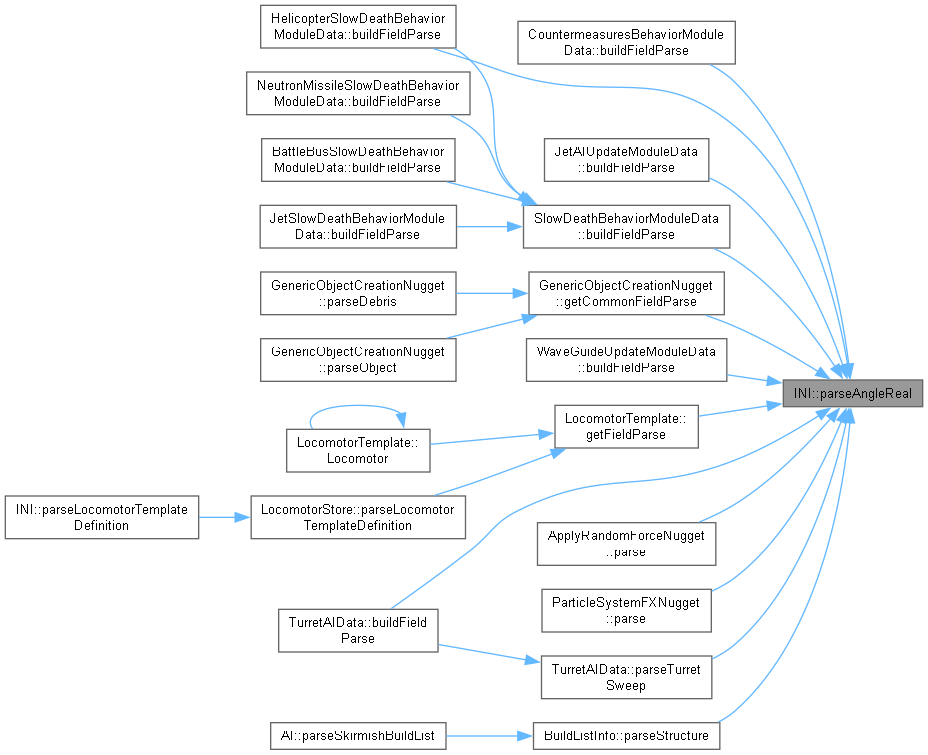 HelicopterSlowDeathBehavior
ModuleData::buildFieldParse
CountermeasuresBehaviorModule
Data::buildFieldParse
NeutronMissileSlowDeathBehavior
ModuleData::buildFieldParse
BattleBusSlowDeathBehavior
ModuleData::buildFieldParse
JetAIUpdateModuleData
::buildFieldParse
JetSlowDeathBehaviorModule
Data::buildFieldParse
SlowDeathBehaviorModuleData
::buildFieldParse
GenericObjectCreationNugget
::parseDebris
GenericObjectCreationNugget
::getCommonFieldParse
GenericObjectCreationNugget
::parseObject
WaveGuideUpdateModuleData
::buildFieldParse
INI::parseAngleReal
LocomotorTemplate::
Locomotor
LocomotorTemplate::
getFieldParse
INI::parseLocomotorTemplate
Definition
LocomotorStore::parseLocomotor
TemplateDefinition
ApplyRandomForceNugget
::parse
ParticleSystemFXNugget
::parse
TurretAIData::buildField
Parse
TurretAIData::parseTurret
Sweep
AI::parseSkirmishBuildList
BuildListInfo::parseStructure